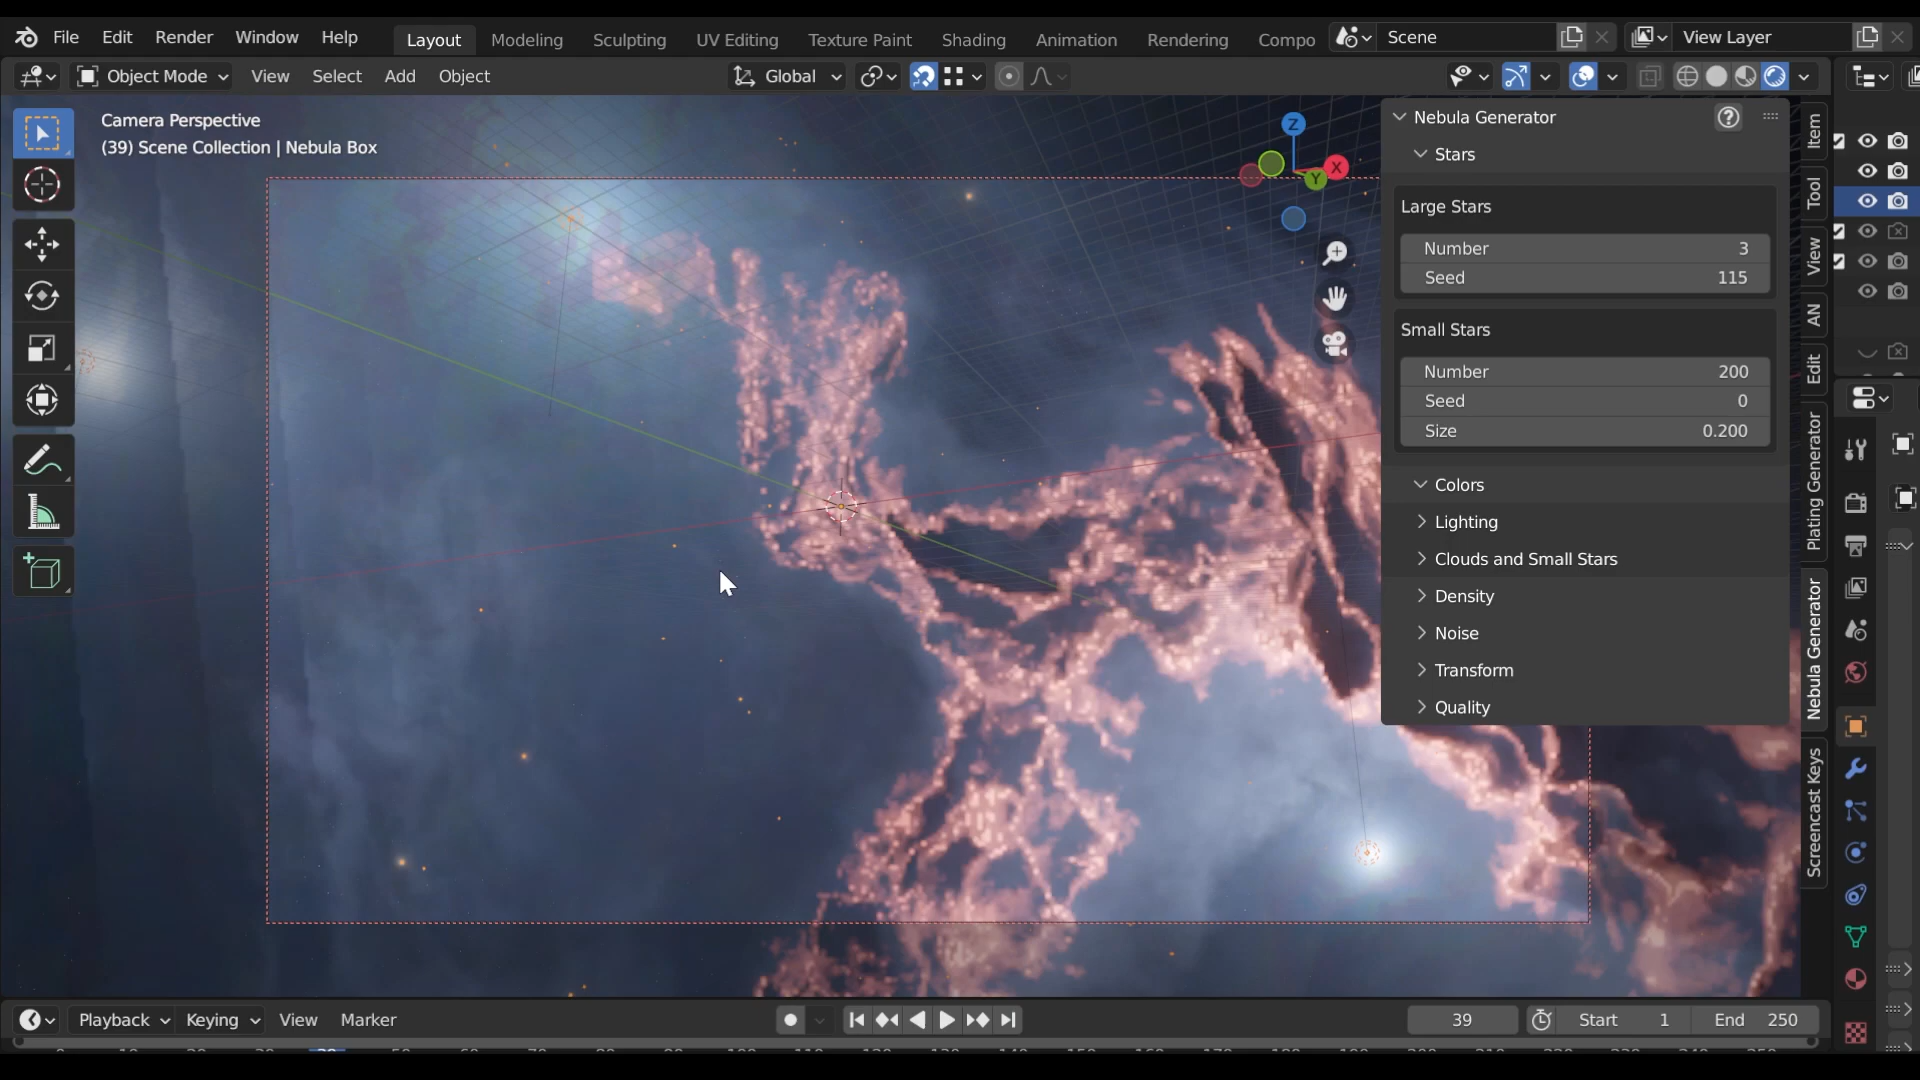 File Edit Render Window Help Layout Modeling Sculpting UV Editing Texture Paint Shading Animation Rendering Compo Scene View Layer
Object Mode View Select Add Object Global
Camera Perspective
(39) Scene Collection | Nebula Box
Z
X
Y
Nebula Generator
Stars
Large Stars
Number 3
Seed 115
Small Stars
Number 200
Seed 0
Size 0.200
Colors
Lighting
Clouds and Small Stars
Density
Noise
Transform
Quality
Item
Tool
View
AN
Edit
Plating Generator
Nebula Generator
Screencast Keys
Playback Keying View Marker 39 Start 1 End 250